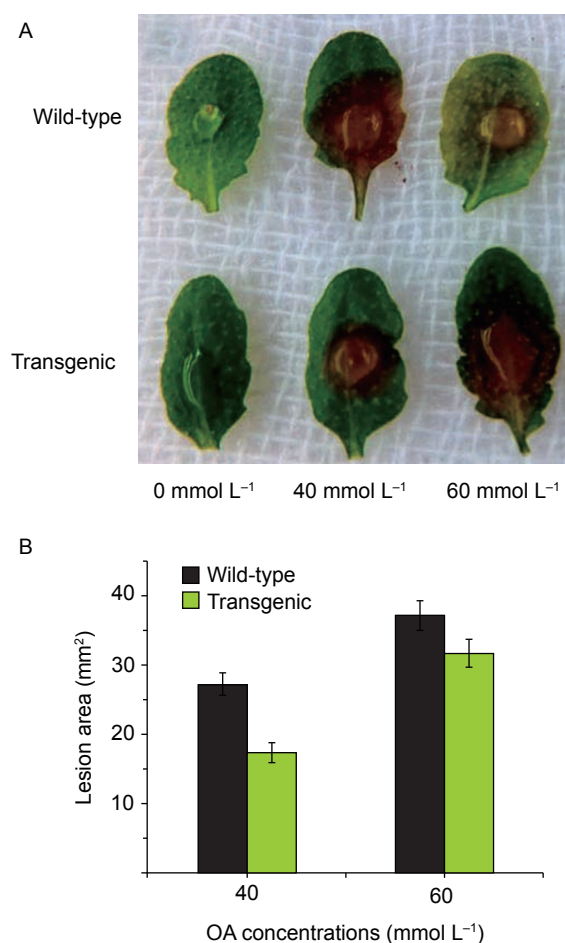 A
Wild-type
Transgenic
0 mmol L⁻¹ 40 mmol L⁻¹ 60 mmol L⁻¹
B
Wild-type
Transgenic
40
30
20
10
Lesion area (mm²)
40 60
OA concentrations (mmol L⁻¹)